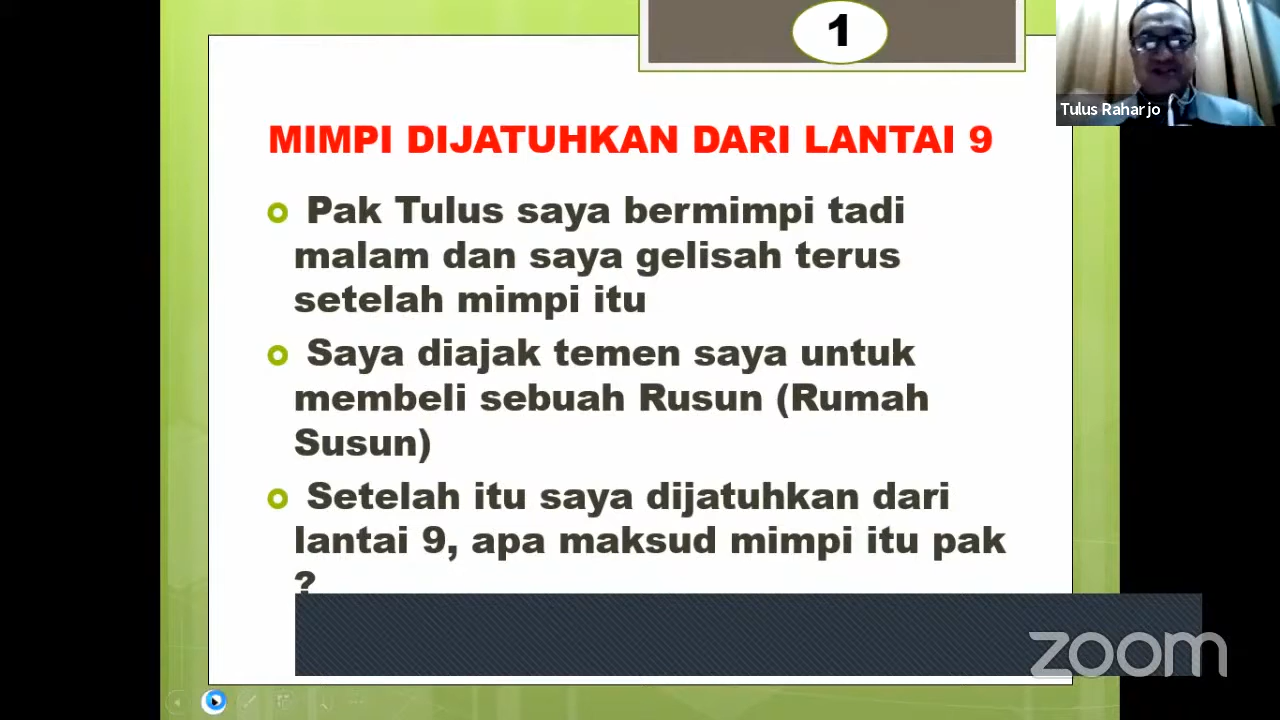 1
Tulus Raharjo
MIMPI DIJATUHKAN DARI LANTAI 9
Pak Tulus saya bermimpi tadi
malam dan saya gelisah terus
setelah mimpi itu
Saya diajak temen saya untuk
membeli sebuah Rusun (Rumah
Susun)
Setelah itu saya dijatuhkan dari
lantai 9, apa maksud mimpi itu pak
?
zoom